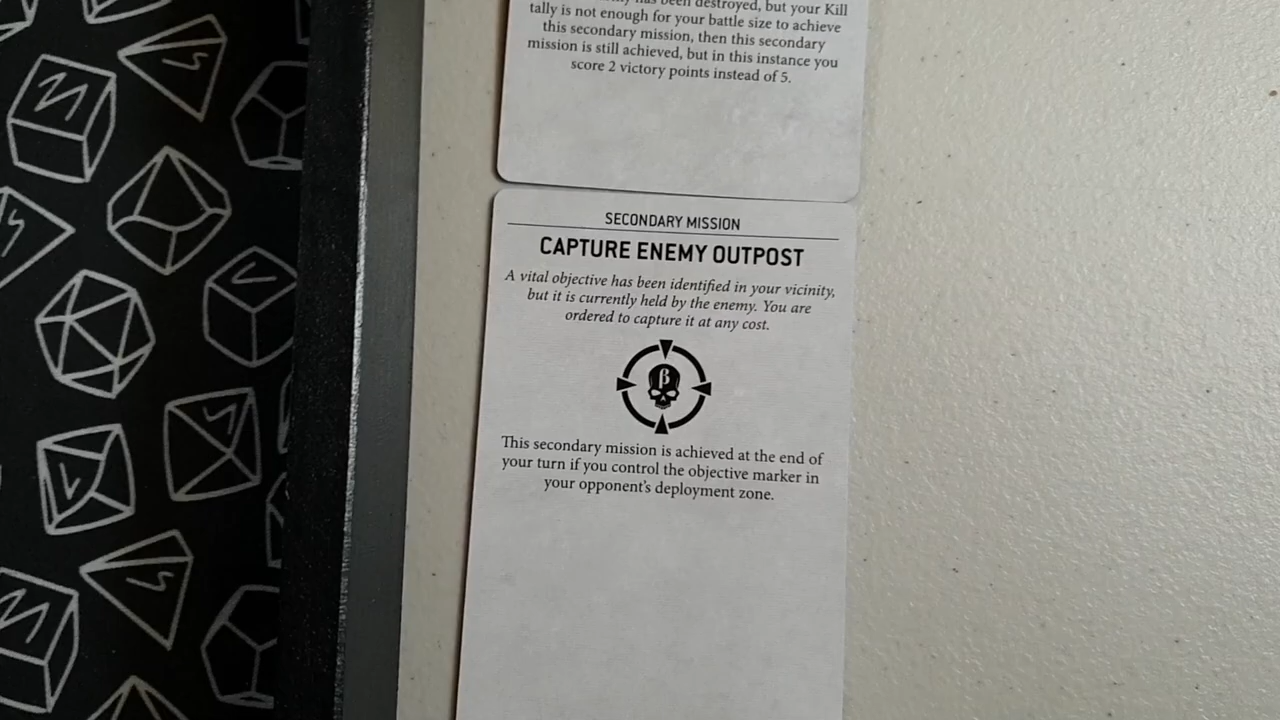 been destroyed, but your Kill
tally is not enough for your battle size to achieve
this secondary mission, then this secondary
mission is still achieved, but in this instance you
score 2 victory points instead of 5.
SECONDARY MISSION
CAPTURE ENEMY OUTPOST
A vital objective has been identified in your vicinity,
but it is currently held by the enemy. You are
ordered to capture it at any cost.
β
This secondary mission is achieved at the end of
your turn if you control the objective marker in
your opponent's deployment zone.